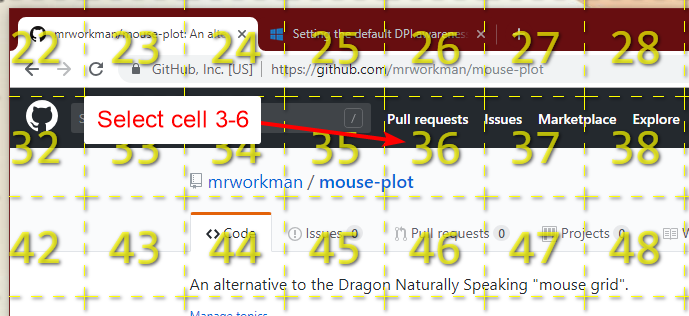 mrworkman/mouse-plot: An alte
Setting the default DPI awareness
22 23 24 25 26 27 28
GitHub, Inc. [US] https://github.com/mrworkman/mouse-plot
Select cell 3-6
/
Pull requests Issues Marketplace Explore
32 33 34 35 36 37 38
mrworkman / mouse-plot
Code Issues 0 Pull requests 0 Projects 0
42 43 44 45 46 47 48
An alternative to the Dragon Naturally Speaking "mouse grid".
Manage topics